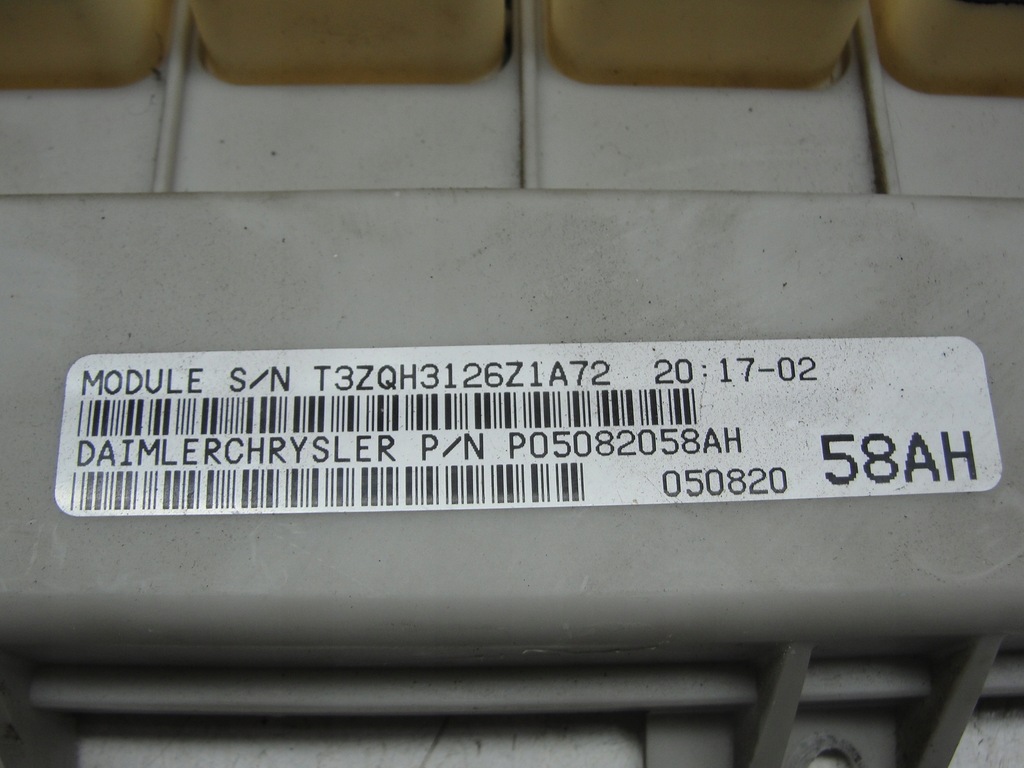 MODULE S/N T3ZQH3126Z1A72 20:17-02
DAIMLERCHRYSLER P/N P05082058AH
050820 58AH